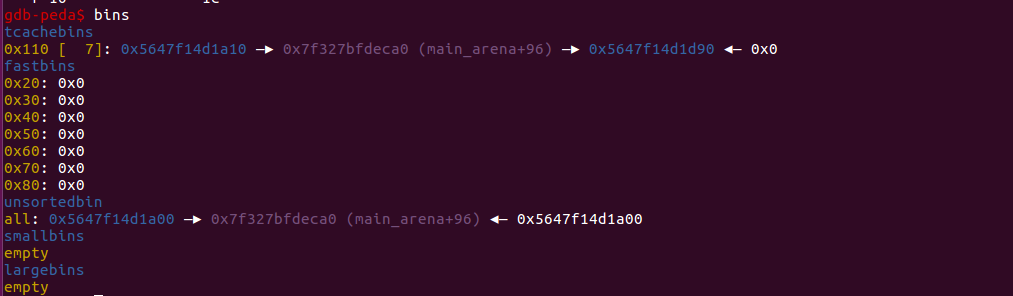 gdb-peda$ bins
tcachebins
0x110 [  7]: 0x5647f14d1a10 —▸ 0x7f327bfdeca0 (main_arena+96) —▸ 0x5647f14d1d90 ◂— 0x0
fastbins
0x20: 0x0
0x30: 0x0
0x40: 0x0
0x50: 0x0
0x60: 0x0
0x70: 0x0
0x80: 0x0
unsortedbin
all: 0x5647f14d1a00 —▸ 0x7f327bfdeca0 (main_arena+96) ◂— 0x5647f14d1a00
smallbins
empty
largebins
empty